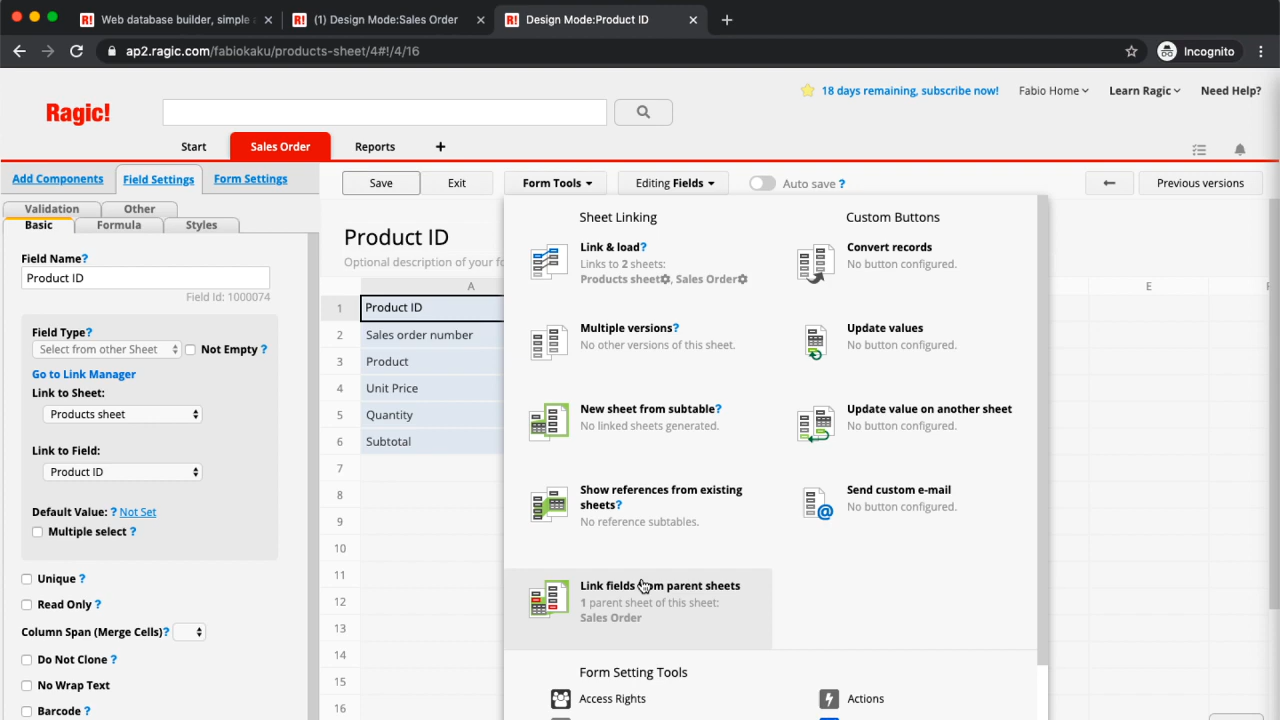 R! Web database builder, simple
R! (1) Design Mode:Sales Order
R! Design Mode:Product ID
ap2.ragic.com/fabiokaku/products-sheet/4#!/4/16
Incognito
Ragic!
18 days remaining, subscribe now!
Fabio Home
Learn Ragic
Need Help?
Start
Sales Order
Reports
+
Add Components
Field Settings
Form Settings
Save
Exit
Form Tools
Editing Fields
Auto save ?
Previous versions
Validation
Other
Basic
Formula
Styles
Field Name?
Product ID
Field Id: 1000074
Field Type?
Select from other Sheet
Not Empty ?
Go to Link Manager
Link to Sheet:
Products sheet
Link to Field:
Product ID
Default Value: ? Not Set
Multiple select ?
Unique ?
Read Only ?
Column Span (Merge Cells)?
Do Not Clone ?
No Wrap Text
Barcode ?
Product ID
Optional description of your fo
A
E
1 Product ID
2 Sales order number
3 Product
4 Unit Price
5 Quantity
6 Subtotal
7
8
9
10
11
12
13
14
15
16
Sheet Linking
Link & load?
Links to 2 sheets:
Products sheet, Sales Order
Multiple versions?
No other versions of this sheet.
New sheet from subtable?
No linked sheets generated.
Show references from existing
sheets?
No reference subtables.
Link fields from parent sheets
1 parent sheet of this sheet:
Sales Order
Custom Buttons
Convert records
No button configured.
Update values
No button configured.
Update value on another sheet
No button configured.
Send custom e-mail
No button configured.
Form Setting Tools
Access Rights
Actions